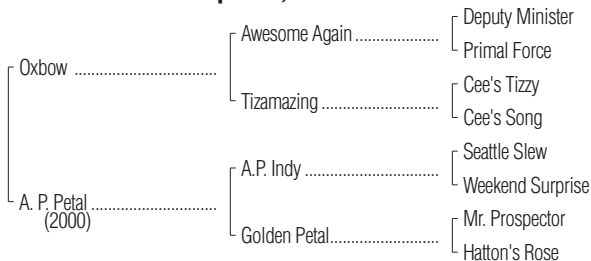 Deputy Minister
Awesome Again ..................
Primal Force
Oxbow ..............................
Cee's Tizzy
Tizamazing .........................
Cee's Song
Seattle Slew
A.P. Indy .............................
Weekend Surprise
A. P. Petal ...........................
(2000)
Mr. Prospector
Golden Petal.......................
Hatton's Rose